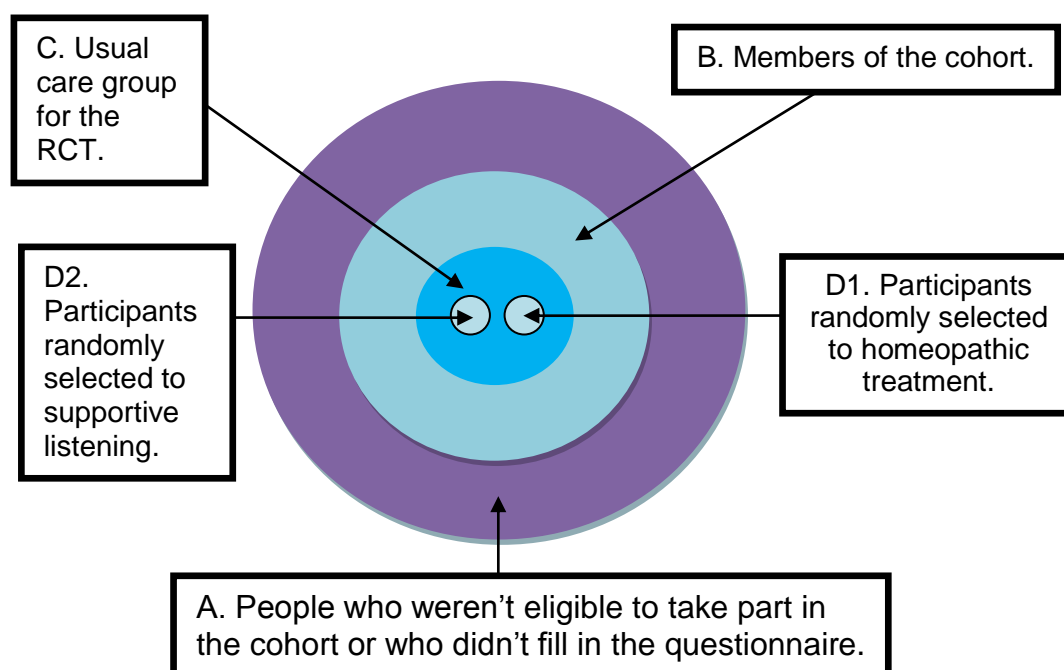 C. Usual
care group
for the
RCT.
B. Members of the cohort.
D2.
Participants
randomly
selected to
supportive
listening.
D1. Participants
randomly selected
to homeopathic
treatment.
A. People who weren’t eligible to take part in
the cohort or who didn’t fill in the questionnaire.